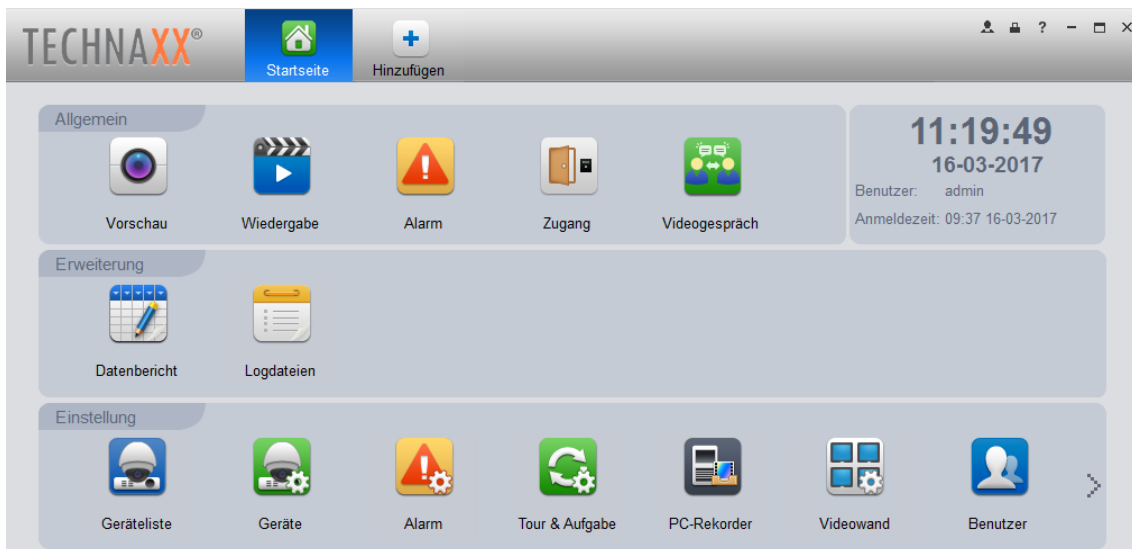 TECHNAXX®
Startseite
Hinzufügen
?
Allgemein
Vorschau
Wiedergabe
Alarm
Zugang
Videogespräch
11:19:49
16-03-2017
Benutzer: admin
Anmeldezeit: 09:37 16-03-2017
Erweiterung
Datenbericht
Logdateien
Einstellung
Geräteliste
Geräte
Alarm
Tour & Aufgabe
PC-Rekorder
Videowand
Benutzer